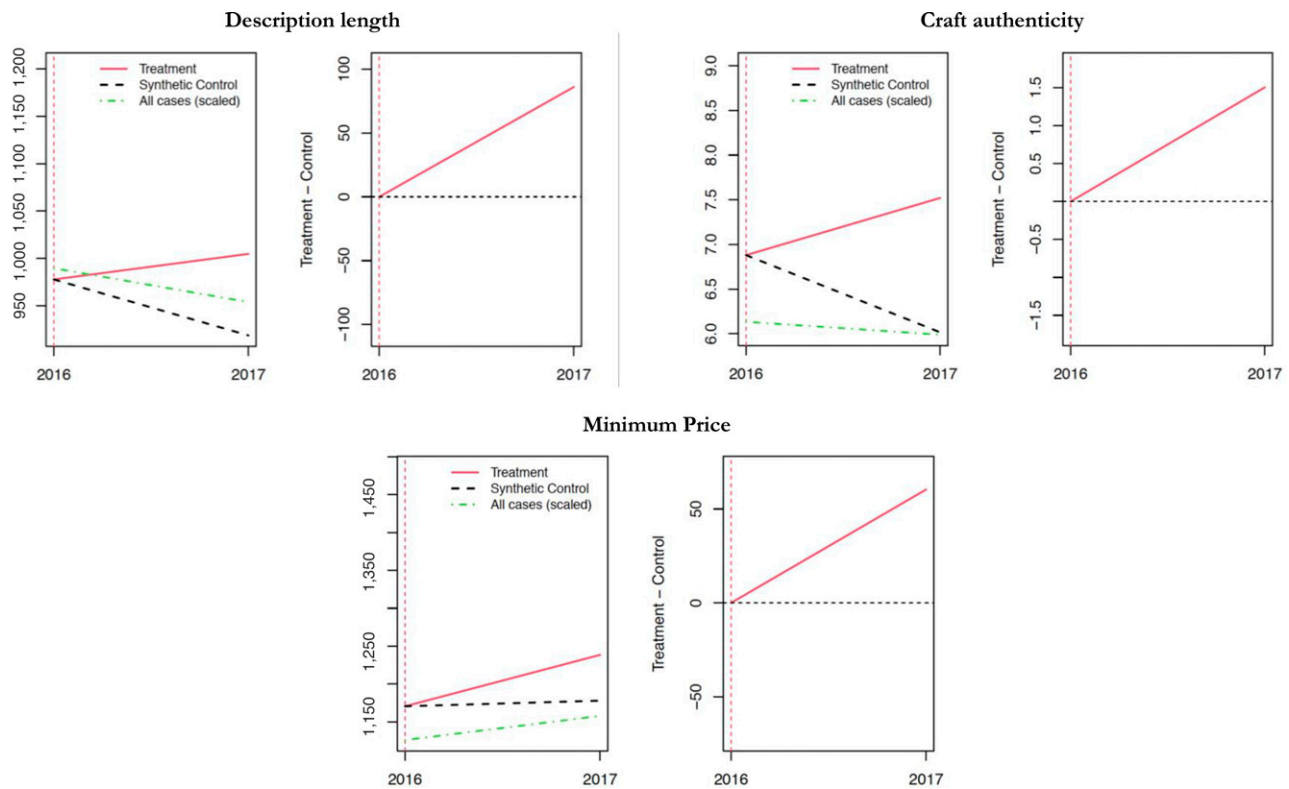 Description length
1,200
1,150
1,100
1,050
1,000
950
Treatment
Synthetic Control
All cases (scaled)
2016
2017
Treatment − Control
100
50
0
−50
−100
2016
2017
Craft authenticity
9.0
8.5
8.0
7.5
7.0
6.5
6.0
Treatment
Synthetic Control
All cases (scaled)
2016
2017
Treatment − Control
1.5
1.0
0.5
−0.5
−1.5
2016
2017
Minimum Price
1,450
1,350
1,250
1,150
Treatment
Synthetic Control
All cases (scaled)
2016
2017
Treatment − Control
50
0
−50
2016
2017